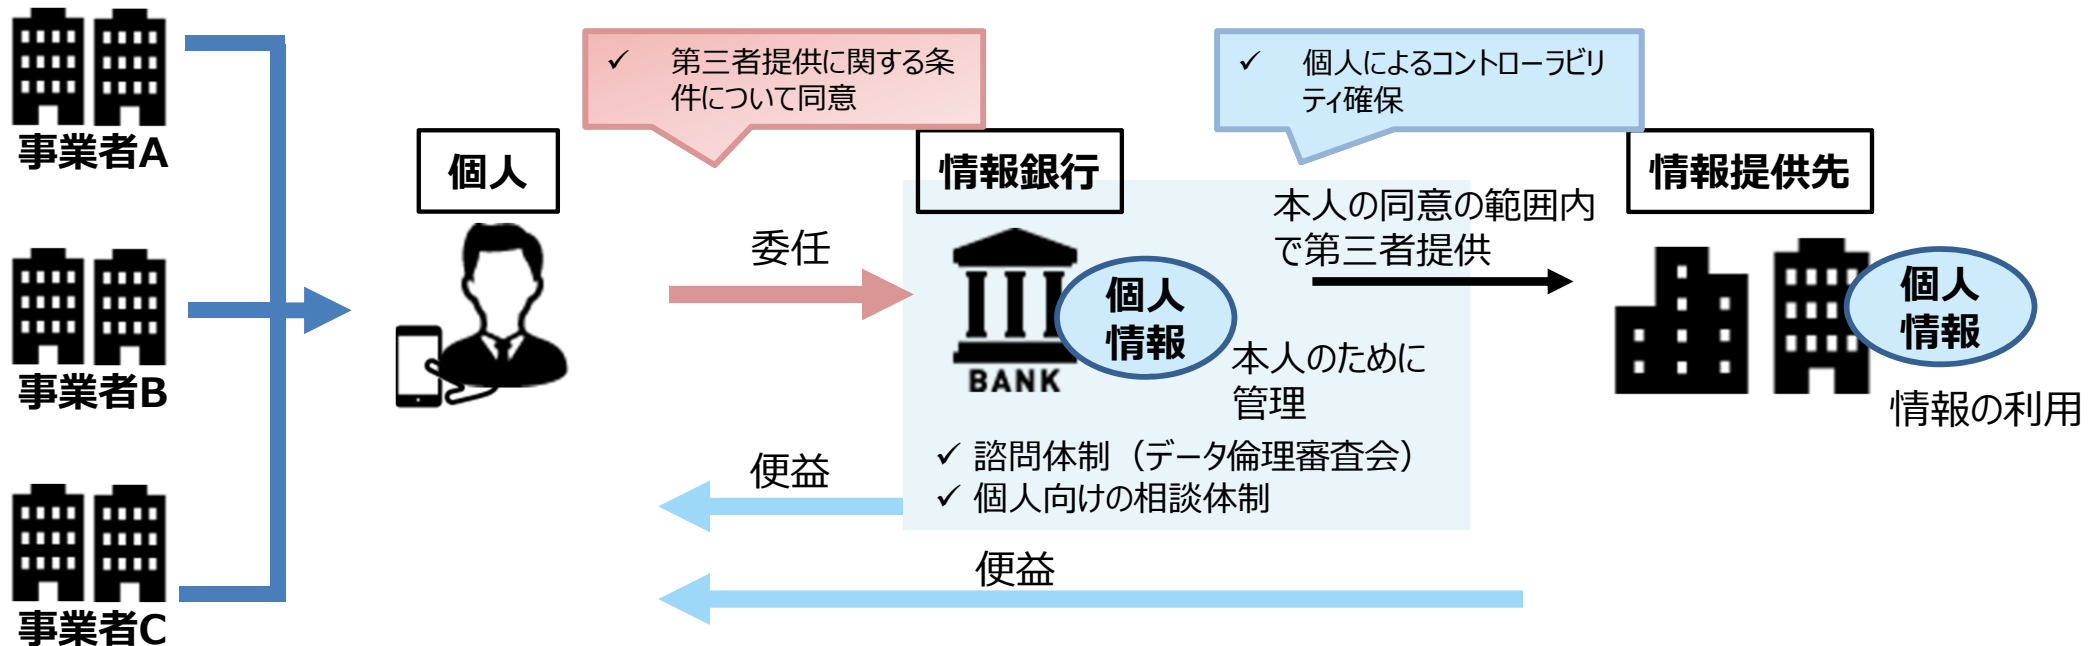 事業者A
事業者B
事業者C
✓ 第三者提供に関する条
件について同意
個人
委任
便益
情報銀行
BANK
個人
情報
本人のために
管理
✓ 諮問体制（データ倫理審査会）
✓ 個人向けの相談体制
便益
✓ 個人によるコントローラビリ
ティ確保
本人の同意の範囲内
で第三者提供
情報提供先
個人
情報
情報の利用